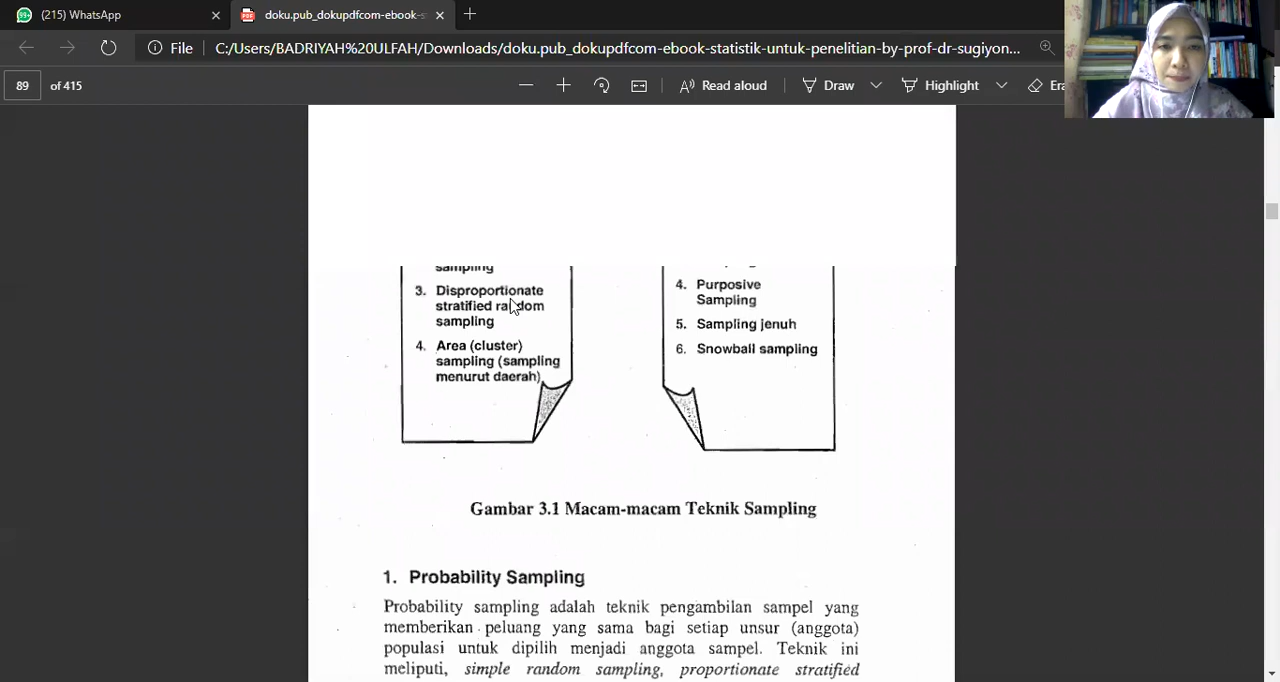 (215) WhatsApp
doku.pub_dokupdfcom-ebook-s
File
C:/Users/BADRIYAH%20ULFAH/Downloads/doku.pub_dokupdfcom-ebook-statistik-untuk-penelitian-by-prof-dr-sugiyon...
89 of 415
Read aloud
Draw
Highlight
Era
sampling
3. Disproportionate
stratified random
sampling
4. Area (cluster)
sampling (sampling
menurut daerah)
4. Purposive
Sampling
5. Sampling jenuh
6. Snowball sampling
Gambar 3.1 Macam-macam Teknik Sampling
1. Probability Sampling
Probability sampling adalah teknik pengambilan sampel yang
memberikan peluang yang sama bagi setiap unsur (anggota)
populasi untuk dipilih menjadi anggota sampel. Teknik ini
meliputi, simple random sampling, proportionate stratified